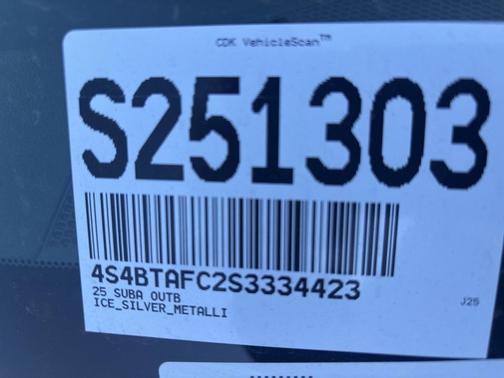 CDK VehicleScan™
S251303
4S4BTAFC2S3334423
25 SUBA OUTB
ICE_SILVER_METALLI
J25